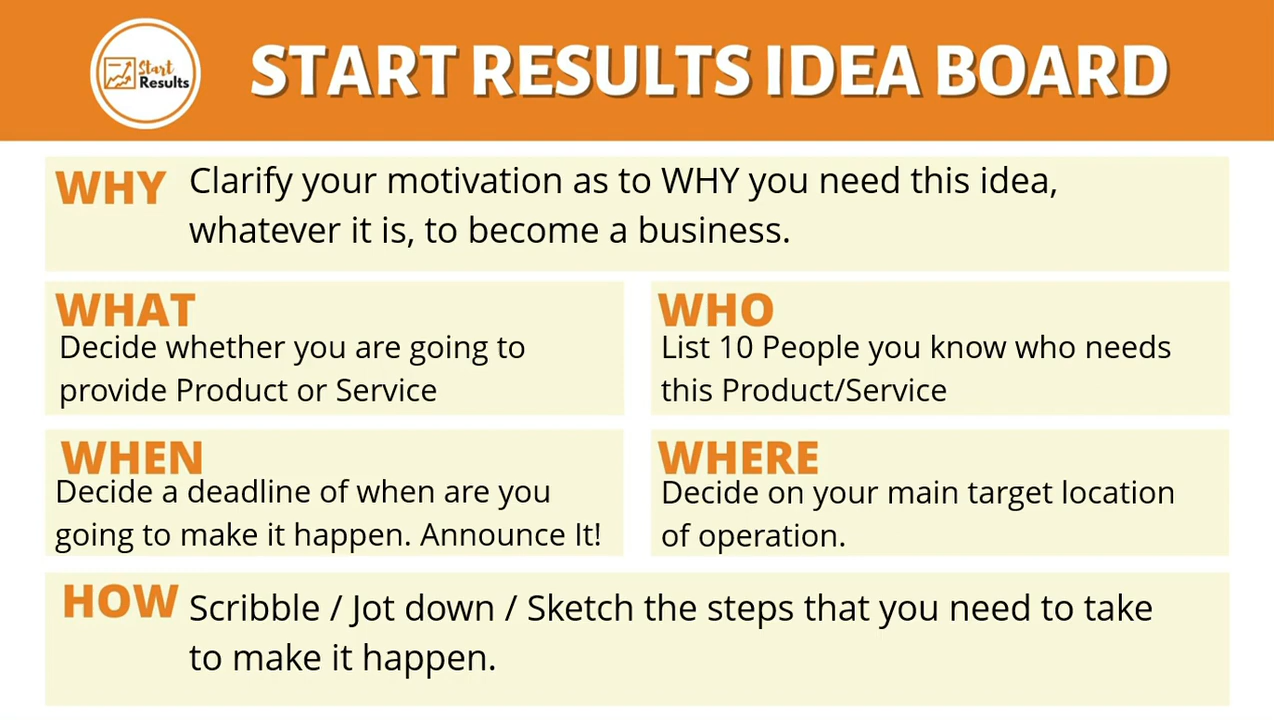 Start
Results
START RESULTS IDEA BOARD
WHY
Clarify your motivation as to WHY you need this idea,
whatever it is, to become a business.
WHAT
Decide whether you are going to
provide Product or Service
WHO
List 10 People you know who needs
this Product/Service
WHEN
Decide a deadline of when are you
going to make it happen. Announce It!
WHERE
Decide on your main target location
of operation.
HOW
Scribble / Jot down / Sketch the steps that you need to take
to make it happen.